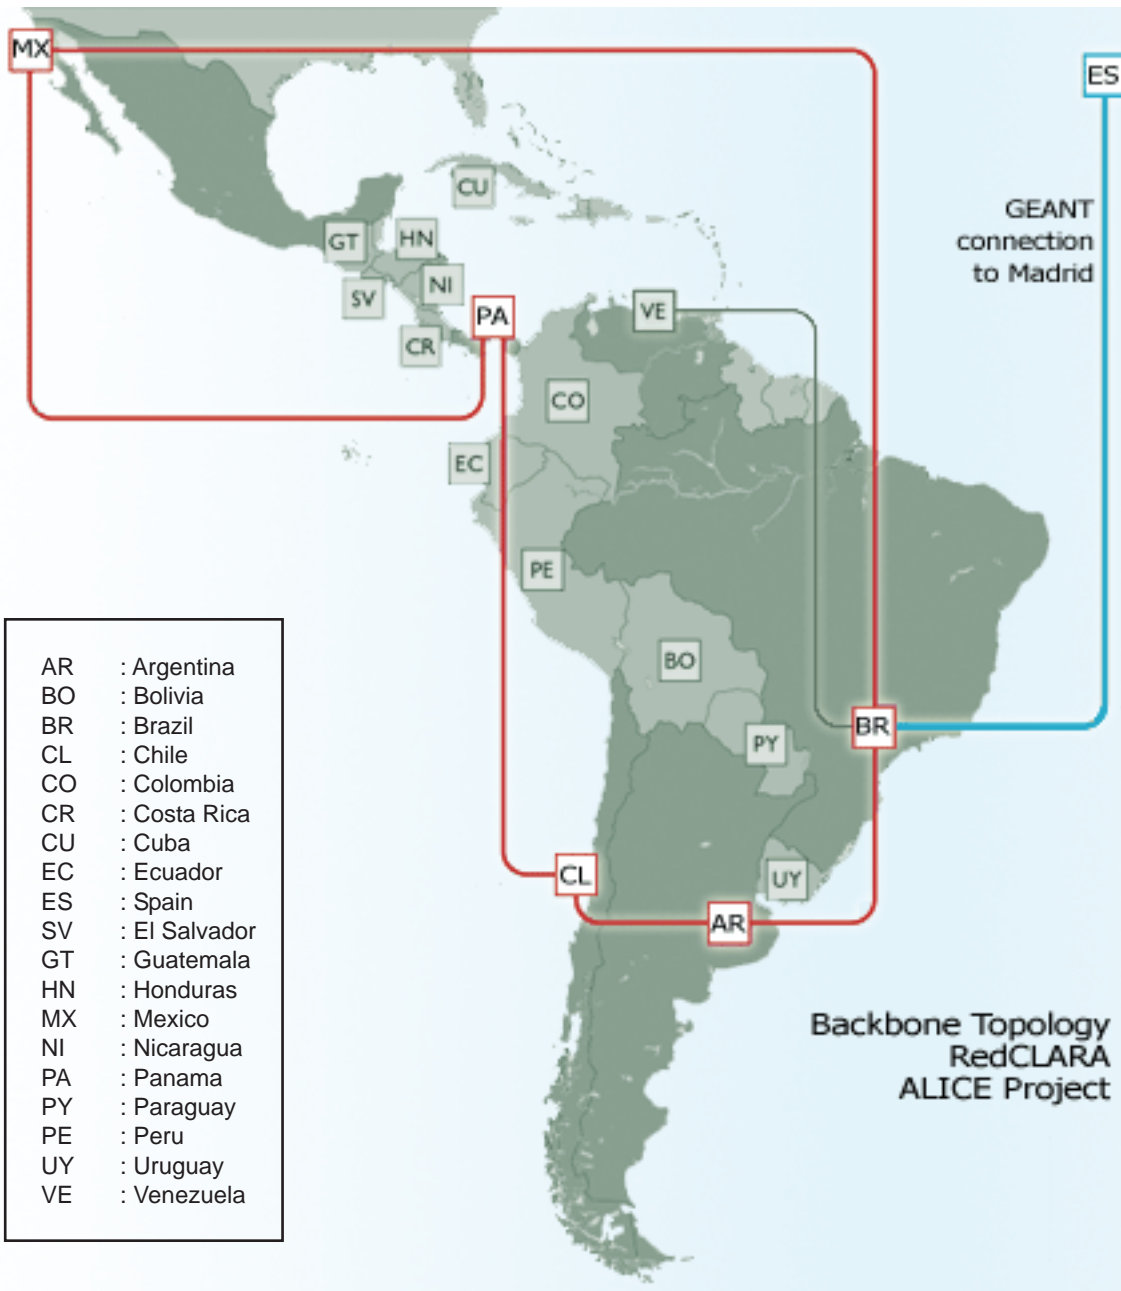 MX
ES
CU
GEANT
connection
to Madrid
GT
HN
NI
SV
PA
VE
CR
CO
EC
PE
BO
BR
PY
CL
UY
AR
AR : Argentina
BO : Bolivia
BR : Brazil
CL : Chile
CO : Colombia
CR : Costa Rica
CU : Cuba
EC : Ecuador
ES : Spain
SV : El Salvador
GT : Guatemala
HN : Honduras
MX : Mexico
NI : Nicaragua
PA : Panama
PY : Paraguay
PE : Peru
UY : Uruguay
VE : Venezuela
Backbone Topology
RedCLARA
ALICE Project